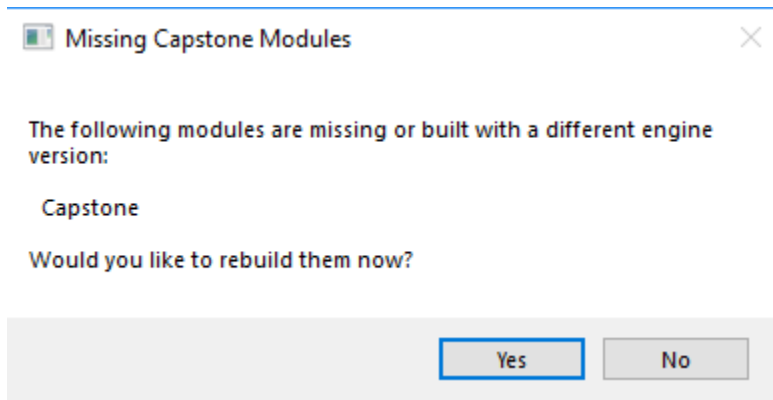 Missing Capstone Modules
The following modules are missing or built with a different engine
version:
Capstone
Would you like to rebuild them now?
Yes No